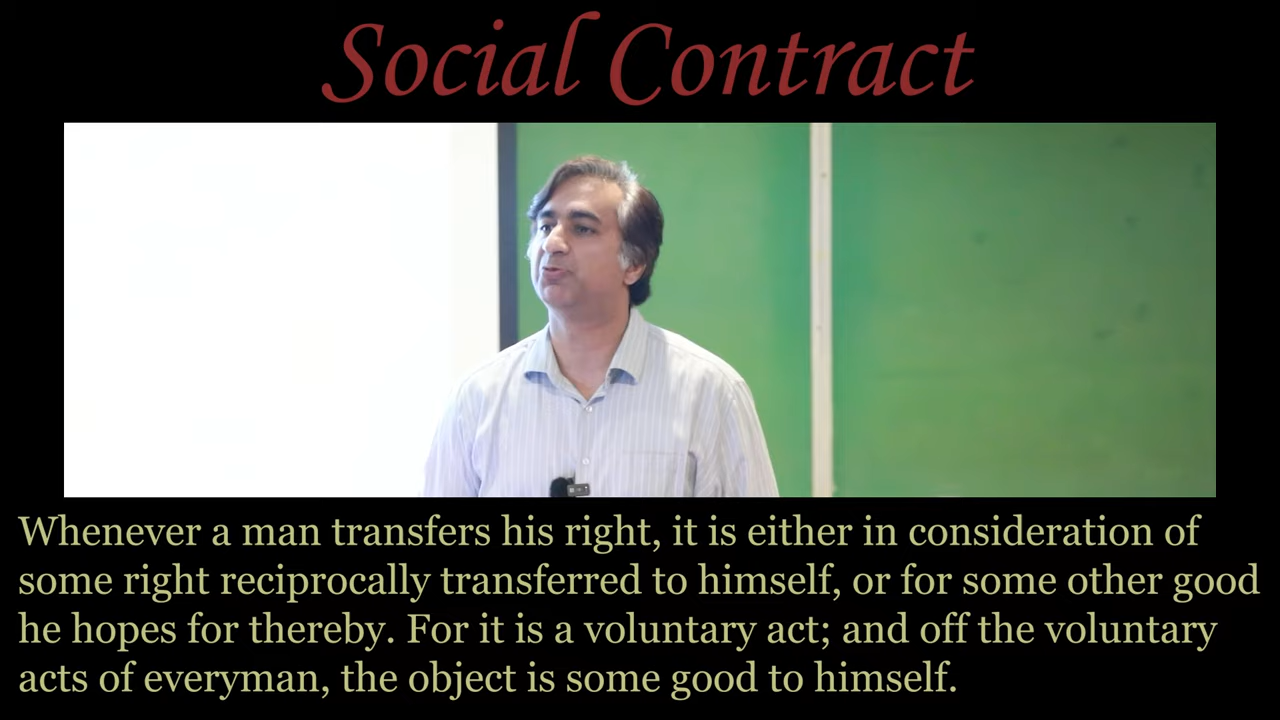 Social Contract
Whenever a man transfers his right, it is either in consideration of
some right reciprocally transferred to himself, or for some other good
he hopes for thereby. For it is a voluntary act; and off the voluntary
acts of everyman, the object is some good to himself.